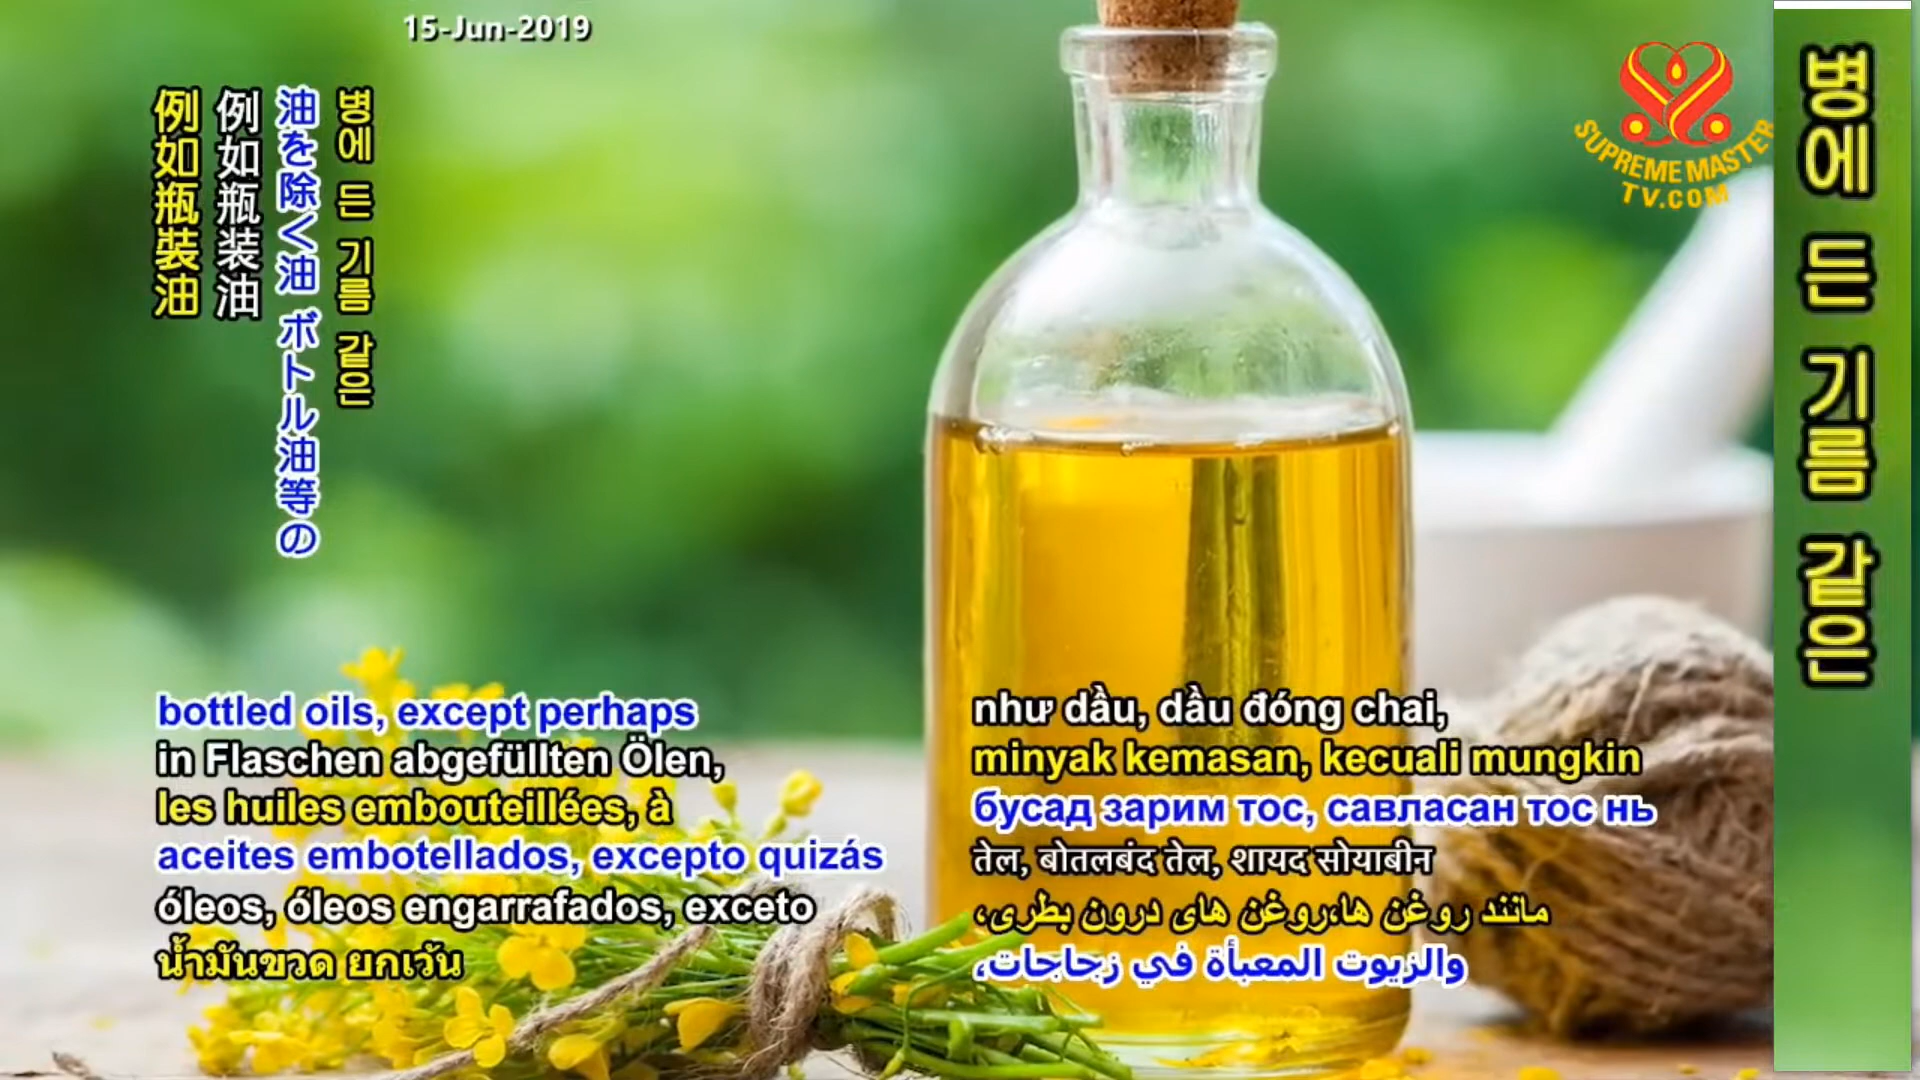 15-Jun-2019
SUPREME MASTER
TV.COM
병에 든 기름 같은
병에 든 기름 같은
油を除く油 ボトル油等の
例如瓶装油
例如瓶裝油
bottled oils, except perhaps
in Flaschen abgefüllten Ölen,
les huiles embouteillées, à
aceites embotellados, excepto quizás
óleos, óleos engarrafados, exceto
น้ำมันขวด ยกเว้น
như dầu, dầu đóng chai,
minyak kemasan, kecuali mungkin
бусад зарим тос, савласан тос нь
तेल, बोतलबंद तेल, शायद सोयाबीन
مانند روغن ها،روغن های درون بطری،
والزيوت المعبأة في زجاجات،